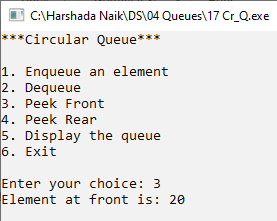 C:\Harshada Naik\DS\04 Queues\17 Cr_Q.exe
***Circular Queue***
1. Enqueue an element
2. Dequeue
3. Peek Front
4. Peek Rear
5. Display the queue
6. Exit
Enter your choice: 3
Element at front is: 20